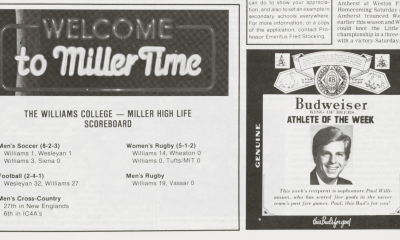 can do to show your apprecia-
tion, and also is set an example in
secondary schools everywhere.
For more information, or a copy
of the application, contact Pro-
fessor Emeritus Fred Stocking.
Amherst at Weston F
Homecoming Saturday
Amherst trounced We
earlier this season and W
could have the Little
championship in a three-
with a victory Saturday.
WELCOME
to Miller Time
THE WILLIAMS COLLEGE — MILLER HIGH LIFE
SCOREBOARD
Men's Soccer (8-2-3)
Williams 1, Wesleyan 1
Williams 3, Siena 0
Football (2-4-1)
Wesleyan 32, Williams 27
Men's Cross-Country
27th in New England
6th in IC4A's
Women's Rugby (5-1-2)
Williams 14, Wheaton 0
Williams 0, Tufts/MIT 0
Men's Rugby
Williams 19, Vassar 0
GENUINE
Budweiser
KING OF BEERS
ATHLETE OF THE WEEK
This week's recipient is sophomore Paul Willi-
amson, who has scored five goals in the soccer
team's past five games. Paul, this Bud's for you!
this Bud's for you!